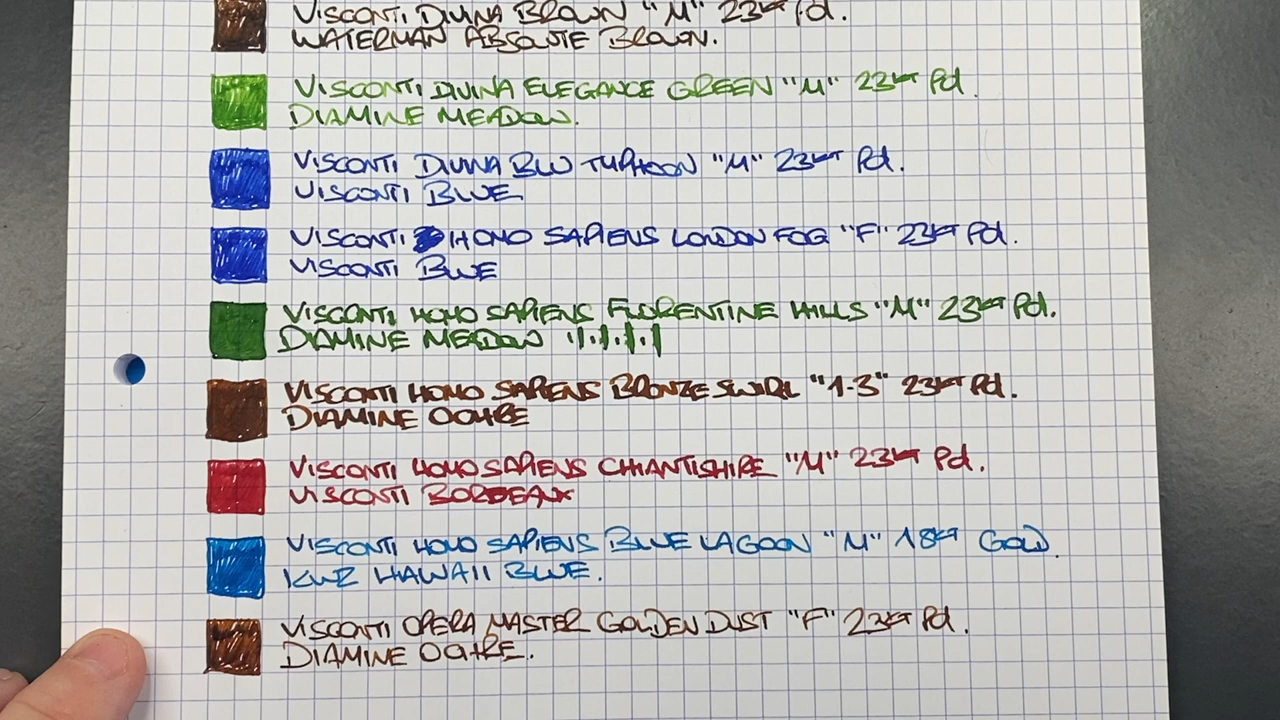 VISCONTI DIVINA BROWN "M" 23KT Pd.
WATERMAN ABSOLUTE BROWN.
VISCONTI DIVINA ELEGANCE GREEN "M" 23KT Pd.
DIAMINE MEADOW.
VISCONTI DIVINA BLU TYPHOON "M" 23KT Pd.
VISCONTI BLUE
VISCONTI HOMO SAPIENS LONDON FOG "F" 23KT Pd.
VISCONTI BLUE
VISCONTI HOMO SAPIENS FLORENTINE HILLS "M" 23KT Pd.
DIAMINE MEADOW !!!!!
VISCONTI HOMO SAPIENS BRONZE SWIRL "1.3" 23KT Pd.
DIAMINE OCHRE
VISCONTI HOMO SAPIENS CHIANTISHIRE "M" 23KT Pd.
VISCONTI BORDEAUX
VISCONTI HOMO SAPIENS BLUE LAGOON "M" 18KT GOLD.
KWZ HAWAII BLUE.
VISCONTI OPERA MASTER GOLDEN DUST "F" 23KT Pd.
DIAMINE OCHRE.